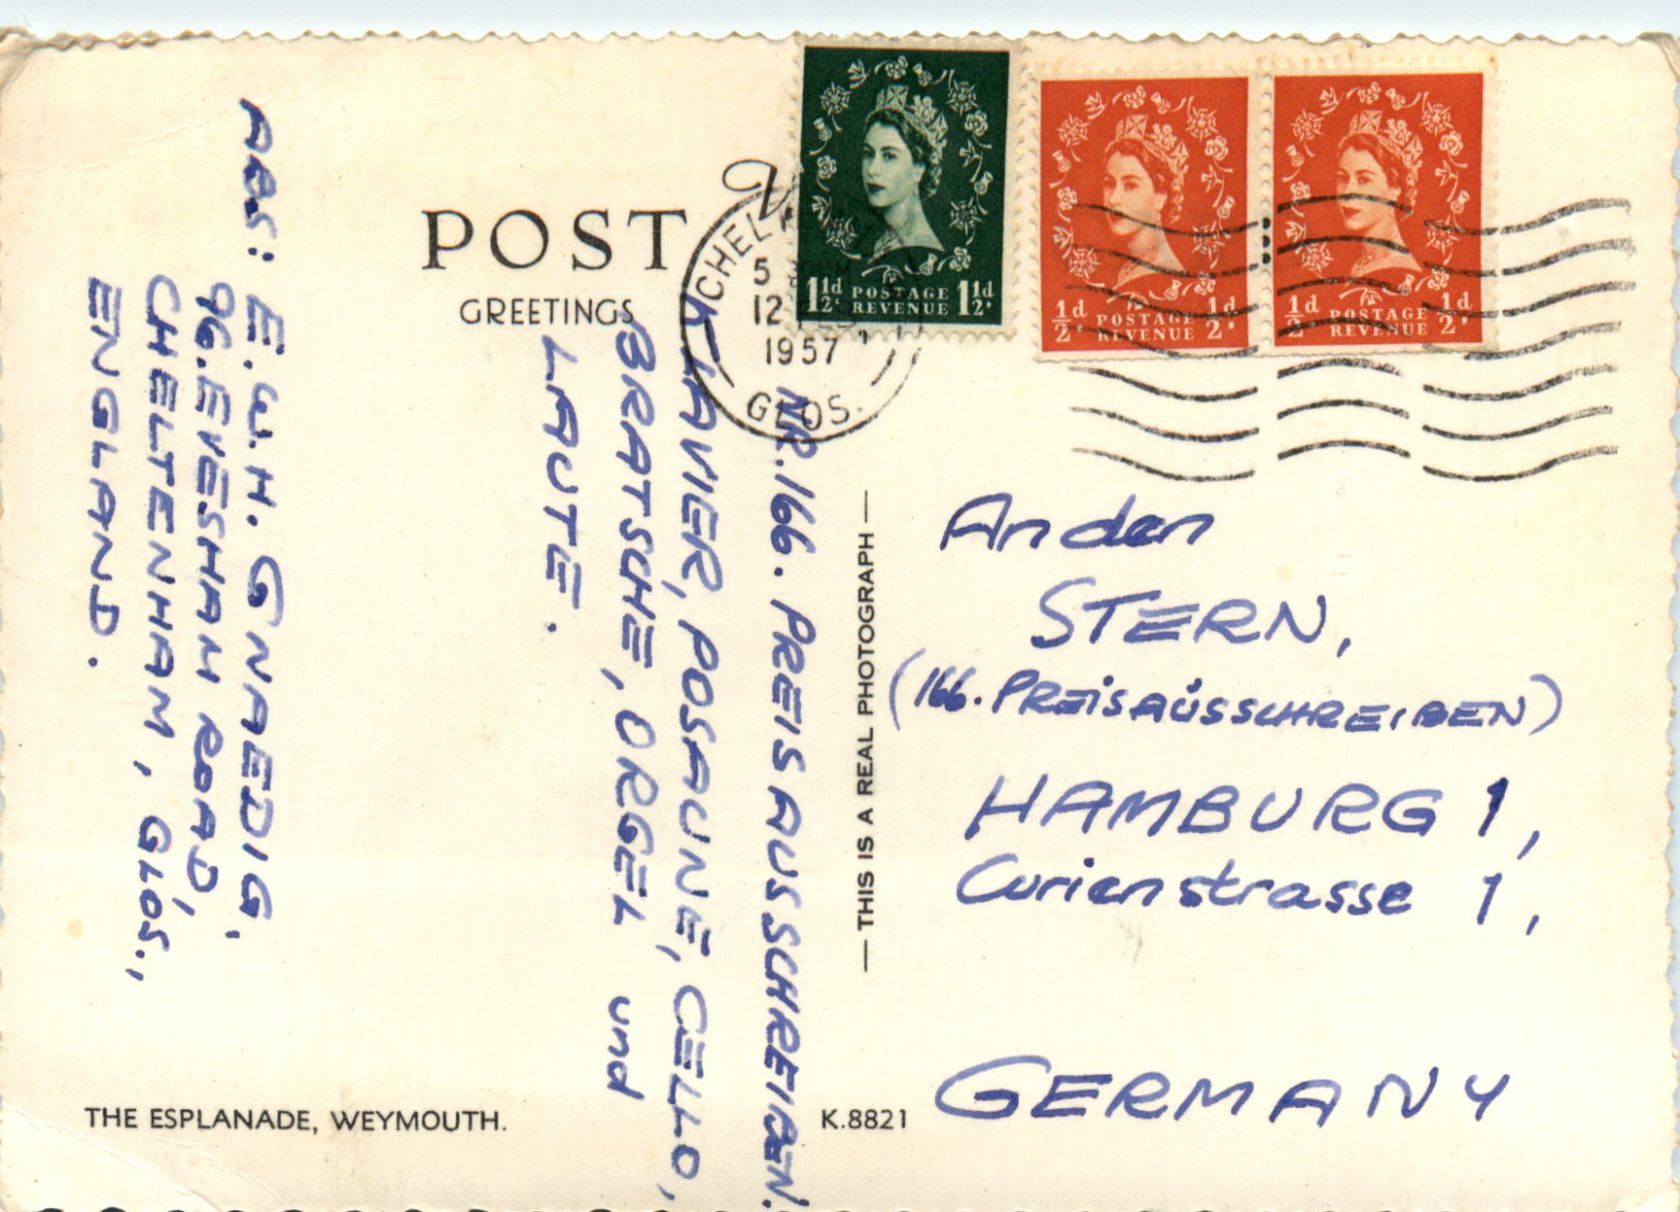 POST
GREETINGS
CHEL
5
12
1957
GLOS.
1½d POSTAGE 1½d
REVENUE
½d POSTAGE ½d
REVENUE
½d POSTAGE ½d
REVENUE
NR.166. PREISAUSSCHREIBEN.
KLAVIER, POSAUNE, CELLO,
BRATSCHE, ORGEL und
LAUTE.
ABS: E.W.H. GNAEDIG.
96. EVESHAM ROAD,
CHELTENHAM, GLOS.,
ENGLAND.
— THIS IS A REAL PHOTOGRAPH —
An den
STERN,
(166. PREISAUSSCHREIBEN)
HAMBURG 1,
Curienstrasse 1,
GERMANY
THE ESPLANADE, WEYMOUTH.
K.8821